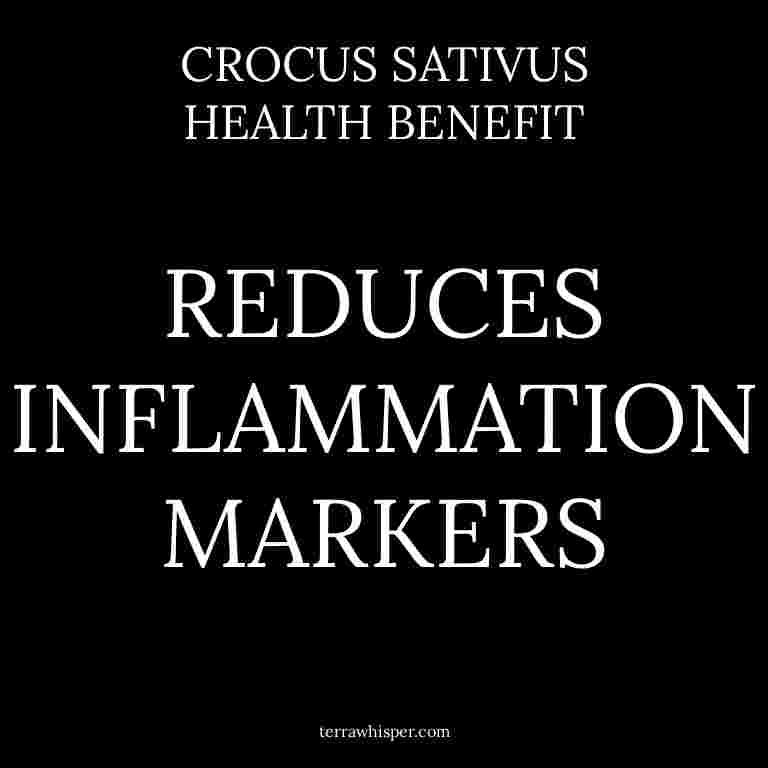 CROCUS SATIVUS
HEALTH BENEFIT
REDUCES
INFLAMMATION
MARKERS
terrawhisper.com